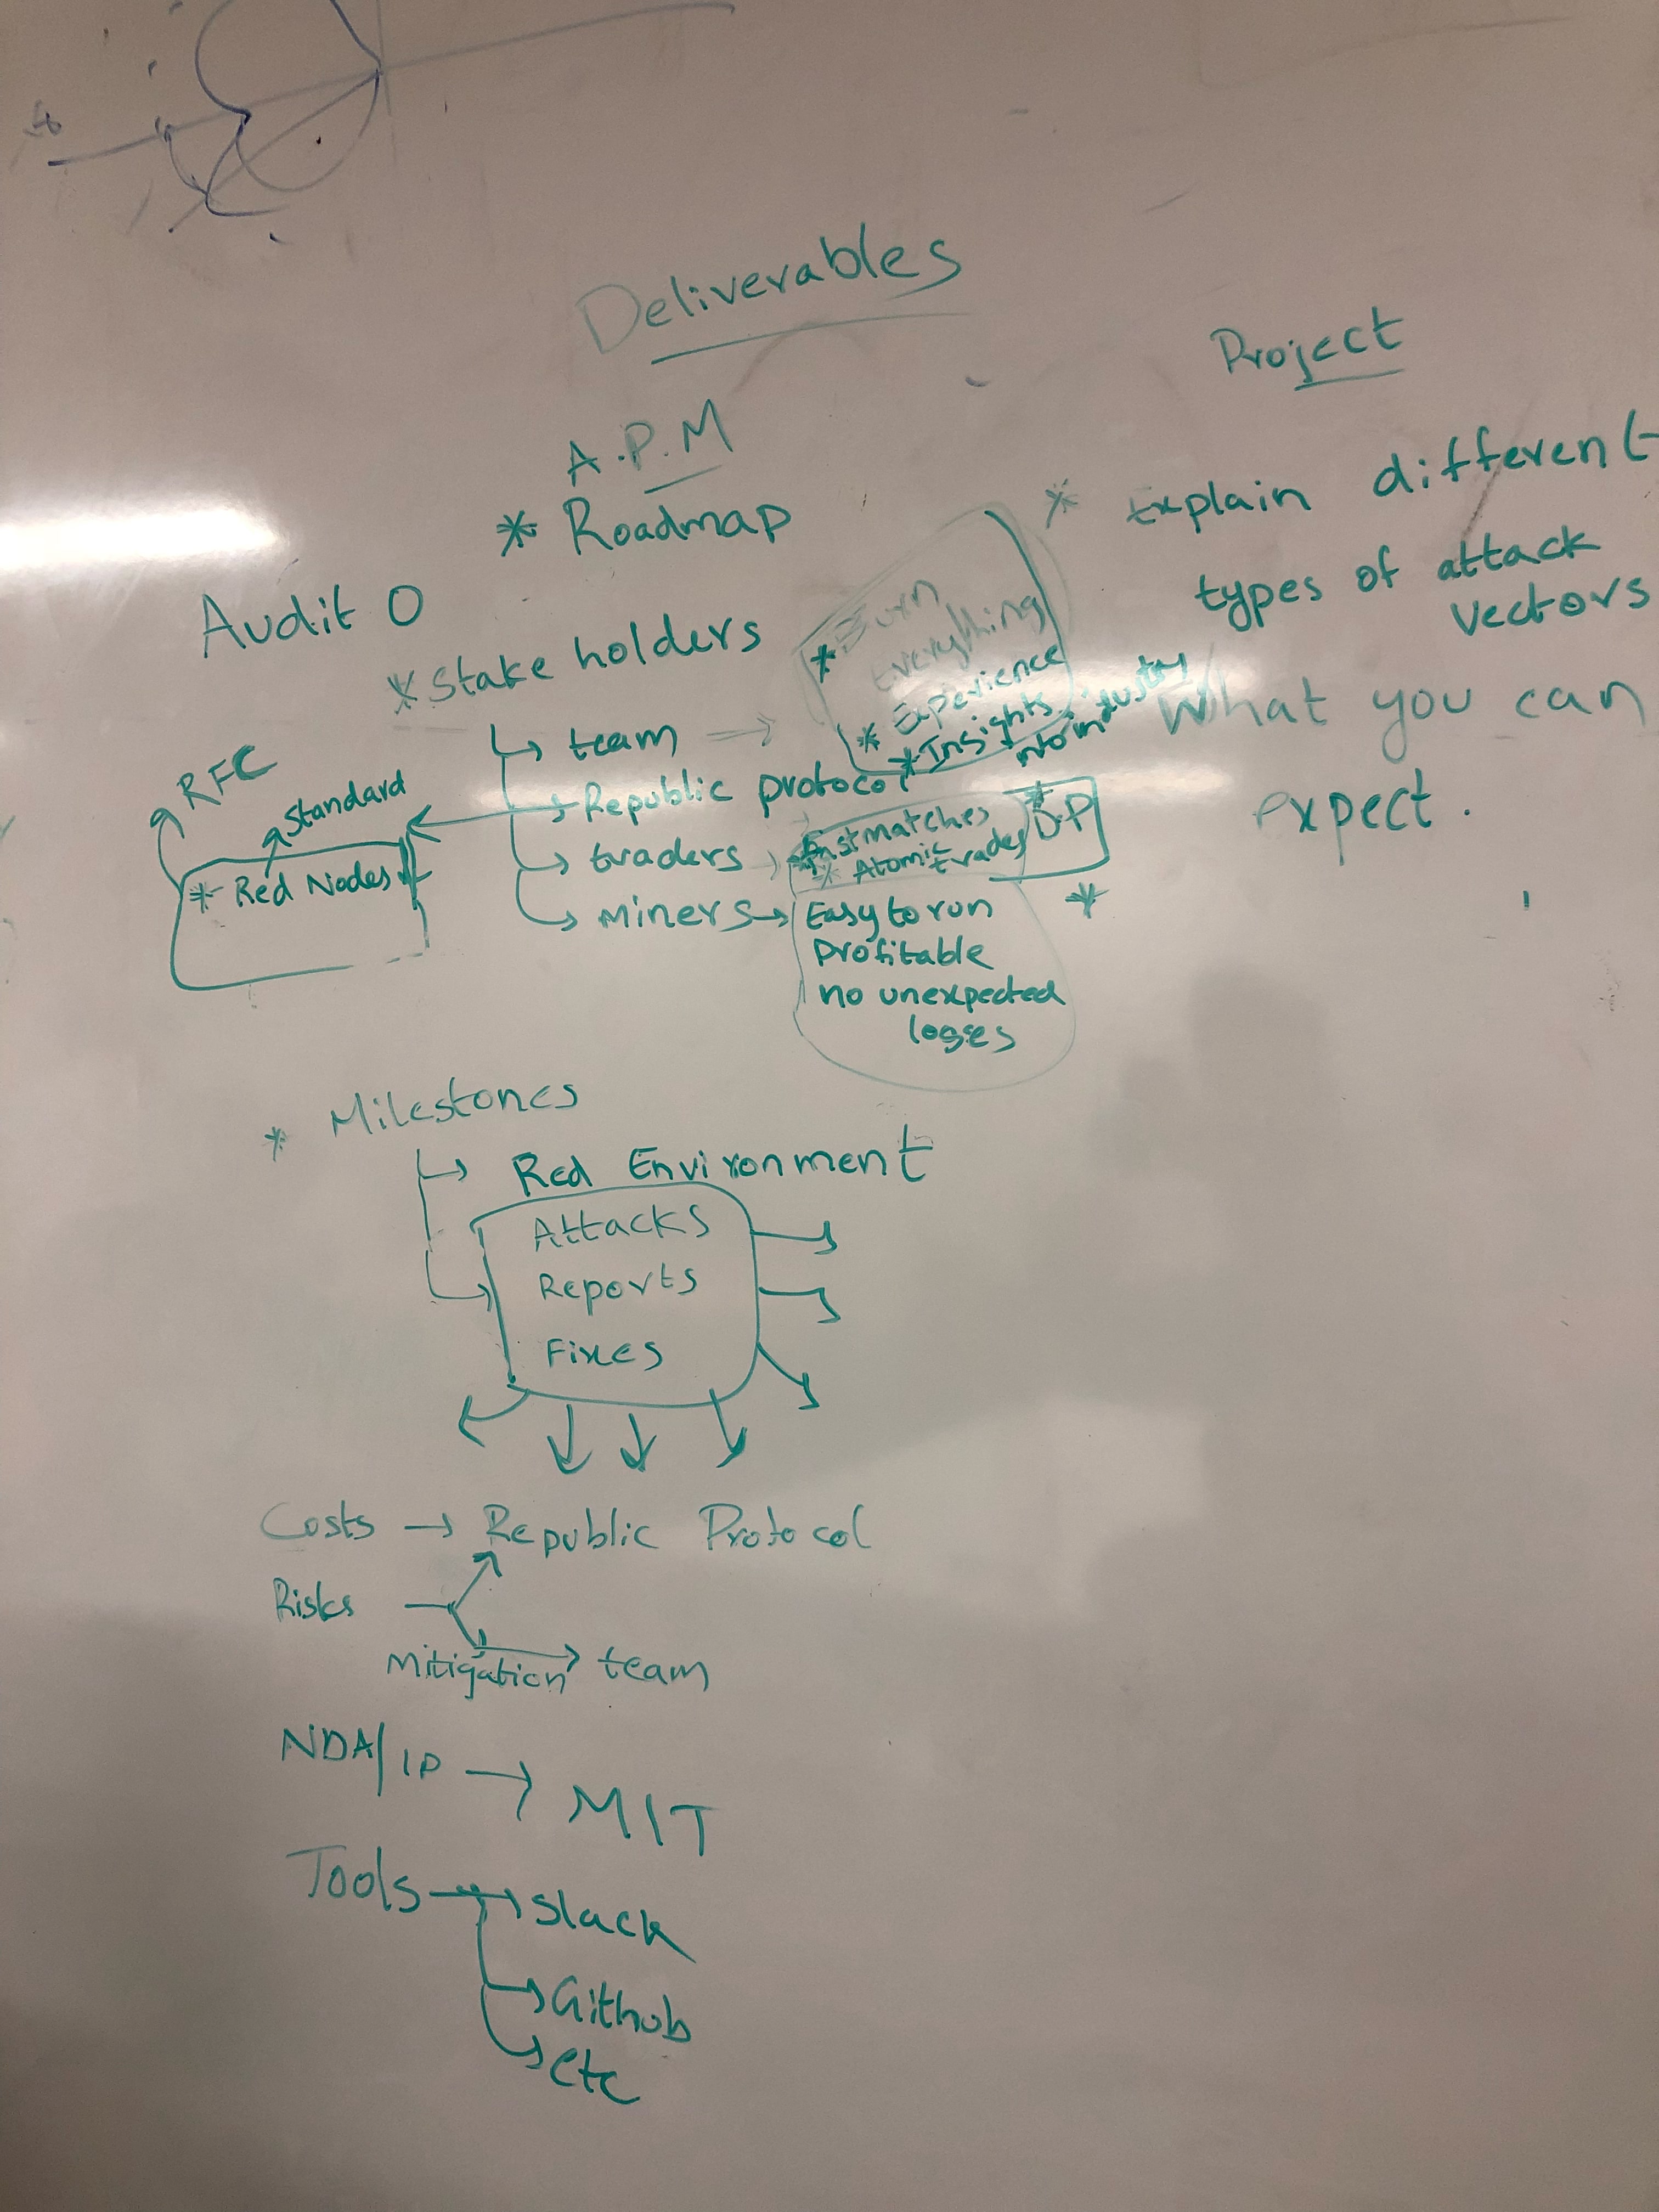 Deliverables
Project
A.P.M
* Roadmap
* Explain different
types of attack
vectors
Audit 0
* Stake holders
* 
Everything
* Experience
* Insights
into industry
What you can
expect.
↳ team →
RFC
Standard
* Red Nodes
→ Republic protocol
→ traders → * Fast matches
* Atomic trades
* D.P
*
→ miners → Easy to run
Profitable
no unexpected
losses
* Milestones
↳ Red Environment
Attacks
Reports
Fixes
Costs → Republic Protocol
Risks
Mitigation → team
NDA/IP → MIT
Tools → Slack
→ Github
→ etc